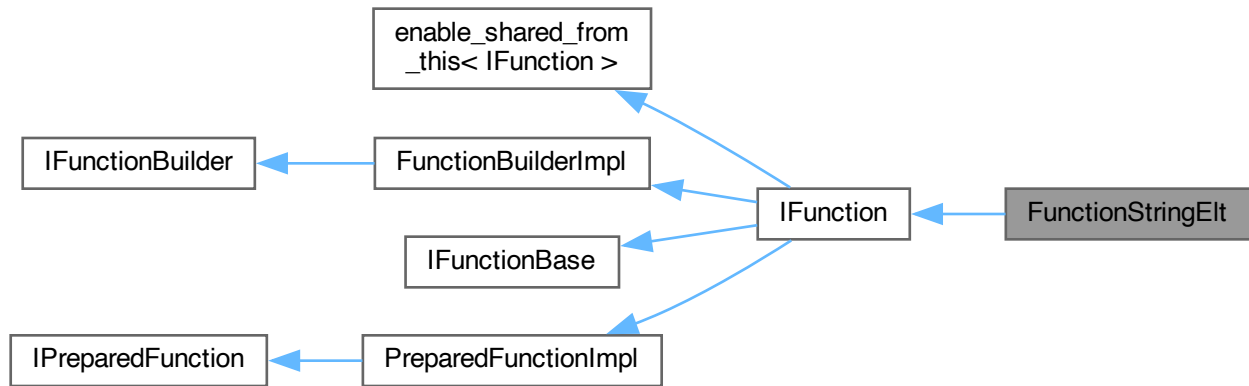 enable_shared_from
_this< IFunction >
IFunctionBuilder
FunctionBuilderImpl
IFunction
FunctionStringElt
IFunctionBase
IPreparedFunction
PreparedFunctionImpl